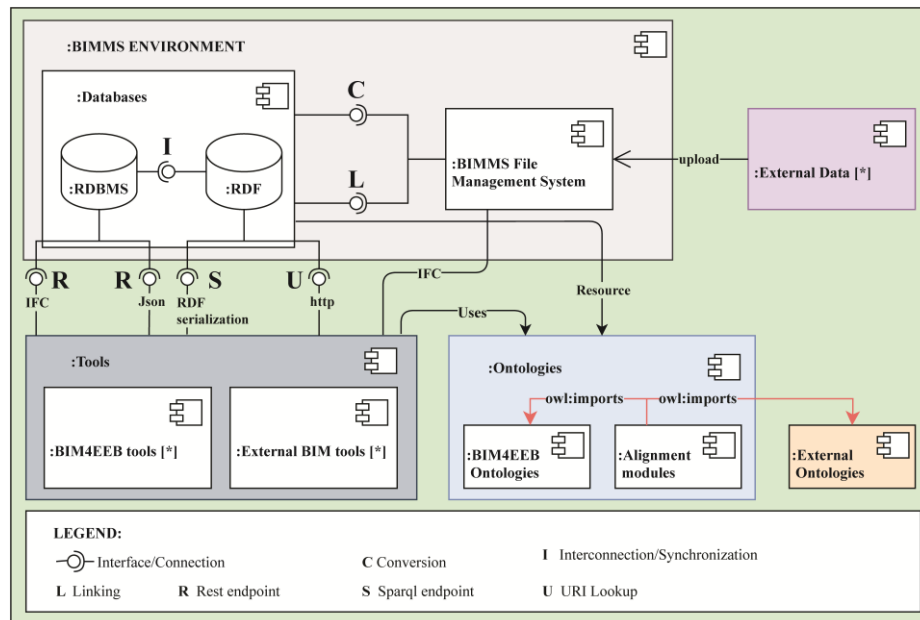 :BIMMS ENVIRONMENT
:Databases
C
I
:RDBMS
:RDF
L
:BIMMS File
Management System
upload
:External Data [*]
R
R
S
U
IFC
Json
RDF
serialization
http
IFC
Resource
Uses
:Tools
:BIM4EEB tools [*]
:External BIM tools [*]
:Ontologies
owl:imports
owl:imports
:BIM4EEB
Ontologies
:Alignment
modules
:External
Ontologies
LEGEND:
Interface/Connection
C Conversion
I Interconnection/Synchronization
L Linking
R Rest endpoint
S Sparql endpoint
U URI Lookup